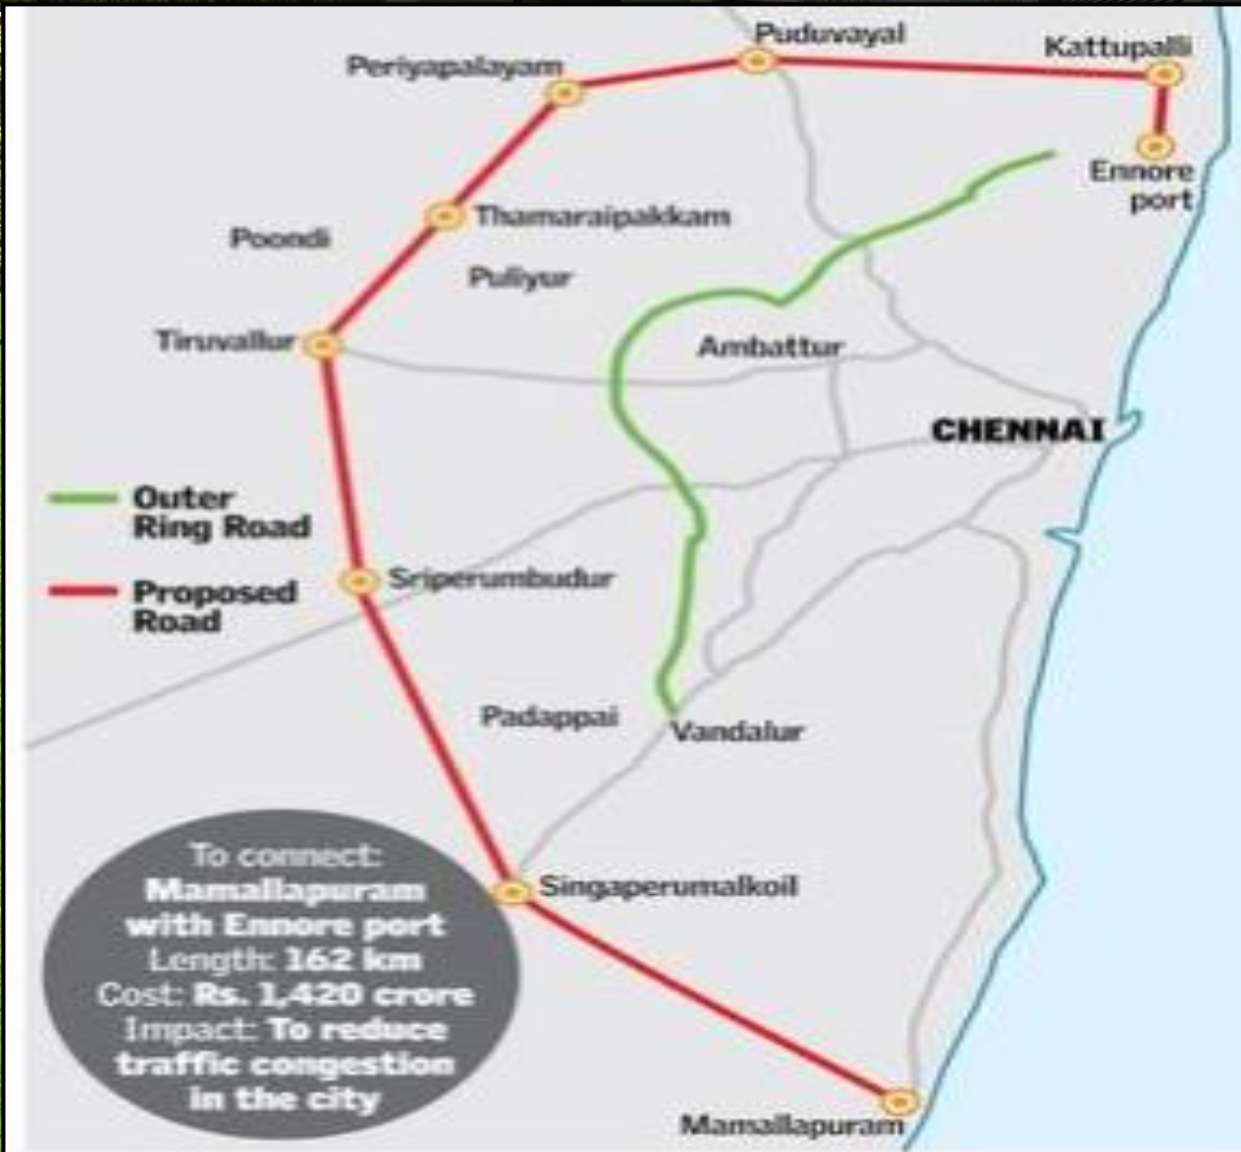 Puduvayal
Kattupalli
Periyapalayam
Ennore
port
Thamaraipakkam
Poondi
Puliyur
Tiruvallur
Ambattur
CHENNAI
Outer
Ring Road
Sriperumbudur
Proposed
Road
Padappai
Vandalur
To connect:
Mamallapuram
with Ennore port
Length: 162 km
Cost: Rs. 1,420 crore
Impact: To reduce
traffic congestion
in the city
Singaperumalkoil
Mamallapuram